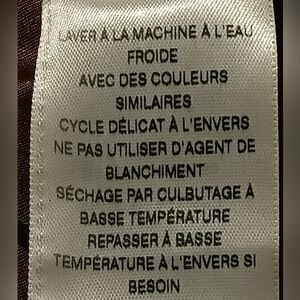 LAVER À LA MACHINE À L'EAU
FROIDE
AVEC DES COULEURS
SIMILAIRES
CYCLE DÉLICAT À L'ENVERS
NE PAS UTILISER D'AGENT DE
BLANCHIMENT
SÉCHAGE PAR CULBUTAGE À
BASSE TEMPÉRATURE
REPASSER À BASSE
TEMPÉRATURE À L'ENVERS SI
BESOIN